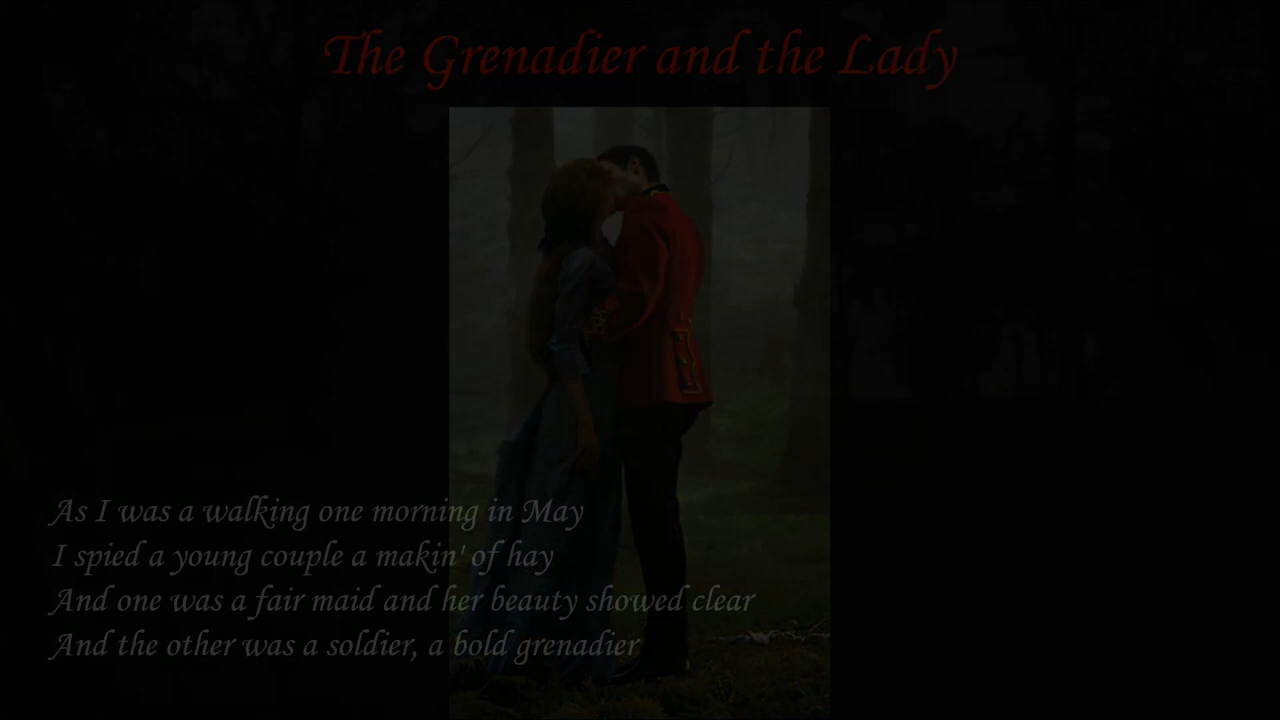 The Grenadier and the Lady
As I was a walking one morning in May
I spied a young couple a makin' of hay
And one was a fair maid and her beauty showed clear
And the other was a soldier, a bold grenadier